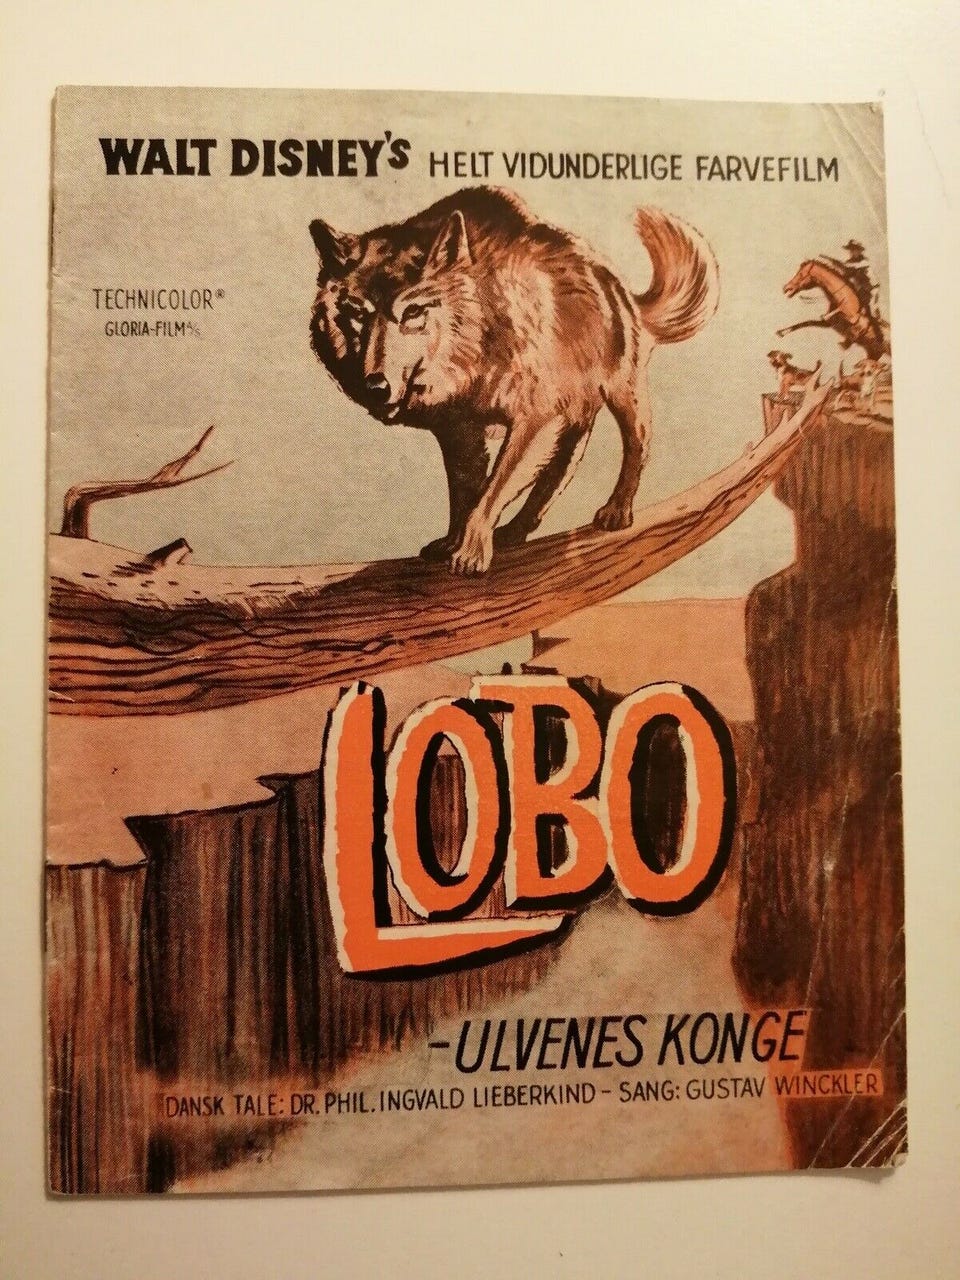 WALT DISNEY'S HELT VIDUNDERLIGE FARVEFILM
TECHNICOLOR®
GLORIA-FILM A/S
LOBO
-ULVENES KONGE
DANSK TALE: DR. PHIL. INGVALD LIEBERKIND - SANG: GUSTAV WINCKLER